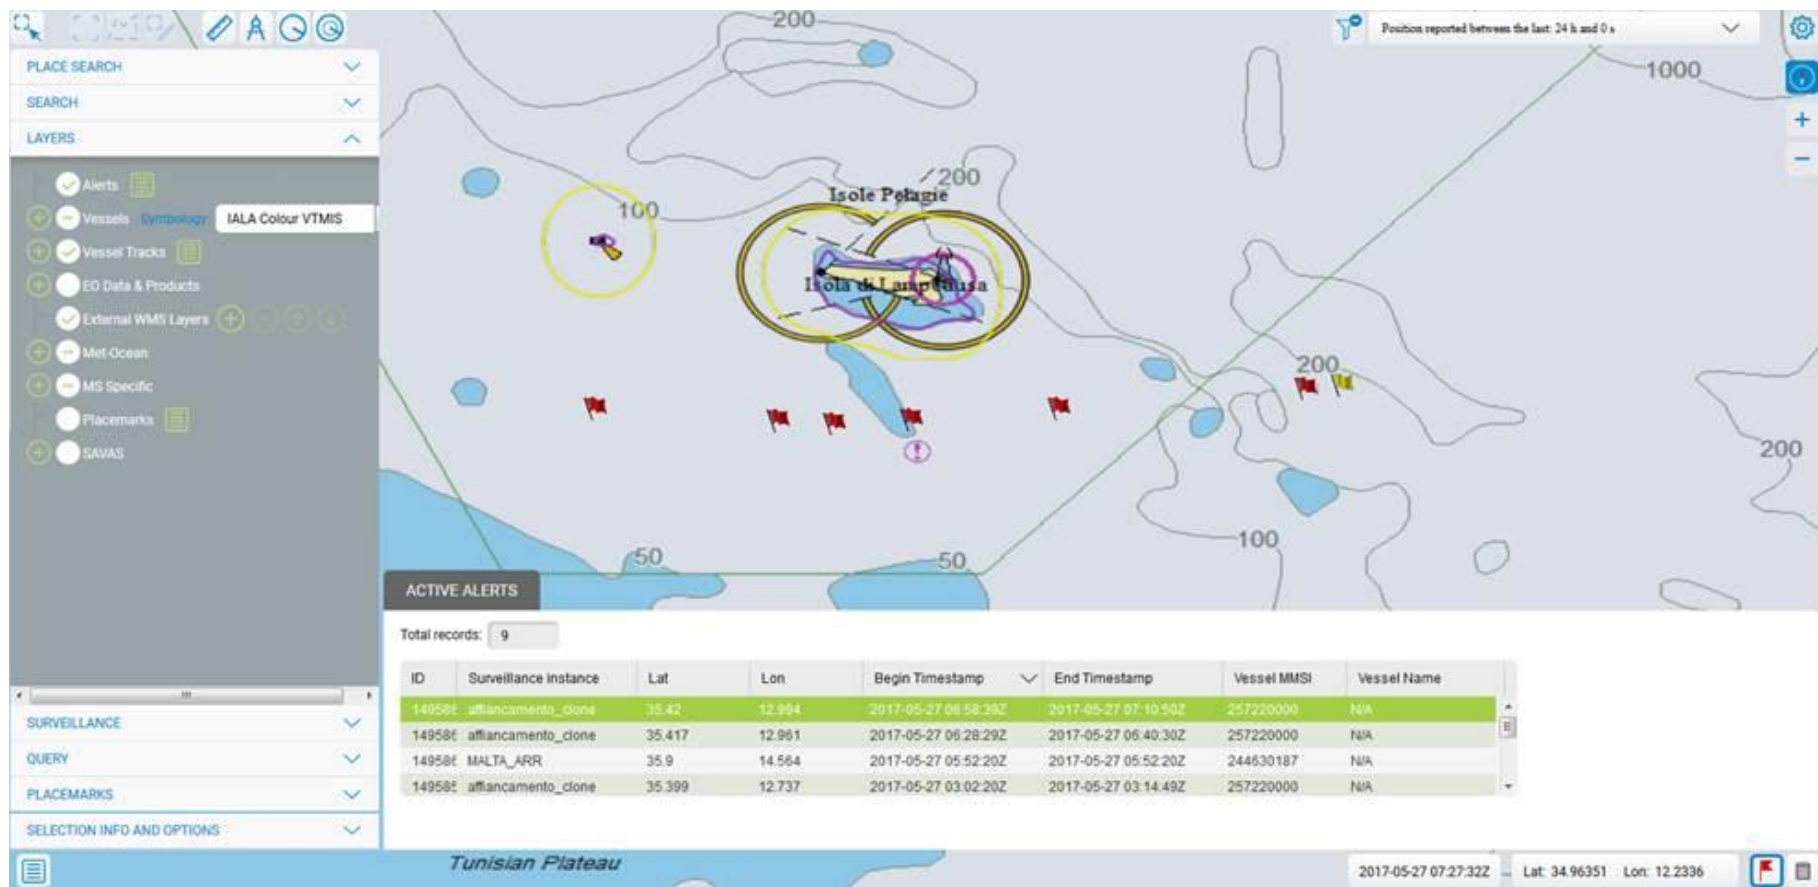 200
Position reported between the last: 24 h and 0 s
1000
PLACE SEARCH
SEARCH
LAYERS
Alerts
Vessels Symbology IALA Colour VTMIS
Vessel Tracks
EO Data & Products
External WMS Layers
Met-Ocean
MS Specific
Placemarks
SAVAS
100
200
Isole Pelagie
Isola di Lampedusa
200
200
100
50
50
ACTIVE ALERTS
Total records: 9
ID Surveillance instance Lat Lon Begin Timestamp End Timestamp Vessel MMSI Vessel Name
affiancamento_clone 35.42 12.994 2017-05-27 06:58:39Z 2017-05-27 07:10:50Z 257220000 N/A
affiancamento_clone 35.417 12.961 2017-05-27 06:28:29Z 2017-05-27 06:40:30Z 257220000 N/A
MALTA_ARR 35.9 14.564 2017-05-27 05:52:20Z 2017-05-27 05:52:20Z 244630187 N/A
affiancamento_clone 35.399 12.737 2017-05-27 03:02:20Z 2017-05-27 03:14:49Z 257220000 N/A
SURVEILLANCE
QUERY
PLACEMARKS
SELECTION INFO AND OPTIONS
Tunisian Plateau
2017-05-27 07:27:32Z Lat: 34.96351 Lon: 12.2336